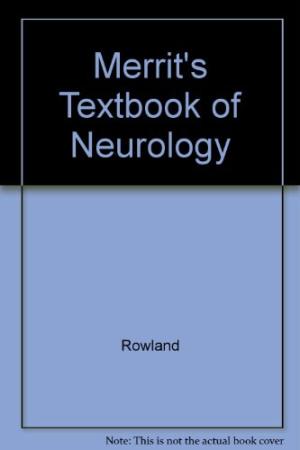 Merrit's
Textbook of
Neurology
Rowland
Note: This is not the actual book cover